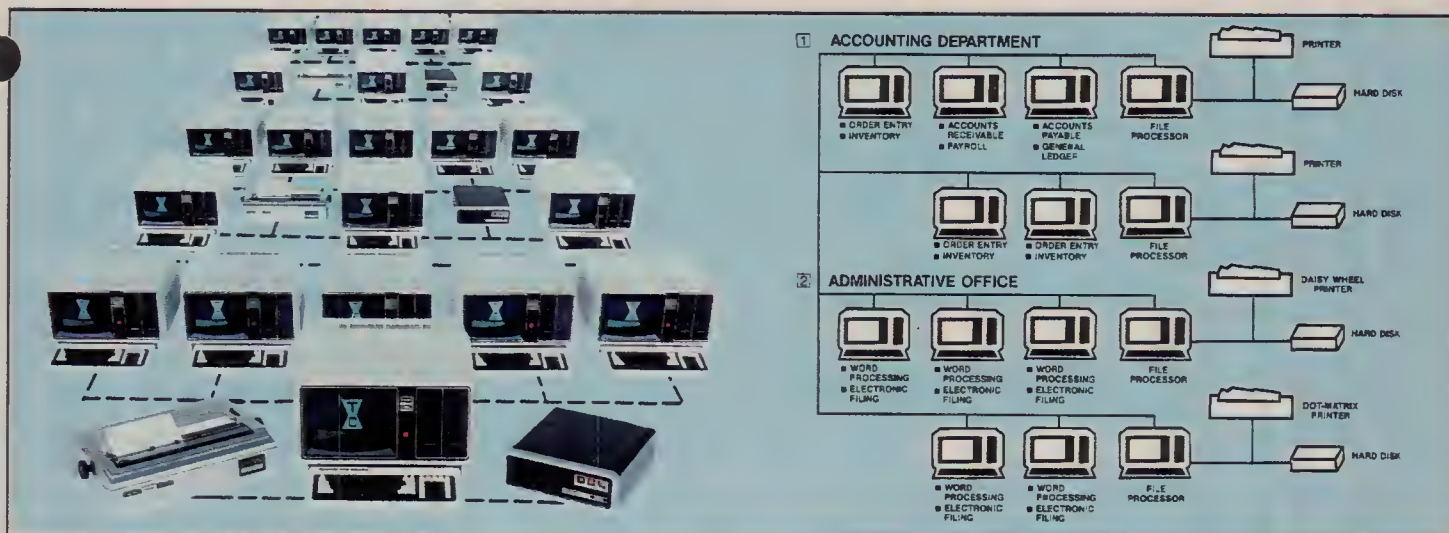 1 ACCOUNTING DEPARTMENT
PRINTER
HARD DISK
■ ORDER ENTRY
■ INVENTORY
■ ACCOUNTS
RECEIVABLE
■ PAYROLL
■ ACCOUNTS
PAYABLE
■ GENERAL
LEDGER
FILE
PROCESSOR
PRINTER
HARD DISK
■ ORDER ENTRY
■ INVENTORY
■ ORDER ENTRY
■ INVENTORY
FILE
PROCESSOR
2 ADMINISTRATIVE OFFICE
DAISY WHEEL
PRINTER
HARD DISK
■ WORD
PROCESSING
■ ELECTRONIC
FILING
■ WORD
PROCESSING
■ ELECTRONIC
FILING
■ WORD
PROCESSING
■ ELECTRONIC
FILING
FILE
PROCESSOR
DOT-MATRIX
PRINTER
HARD DISK
■ WORD
PROCESSING
■ ELECTRONIC
FILING
■ WORD
PROCESSING
■ ELECTRONIC
FILING
FILE
PROCESSOR
T
C